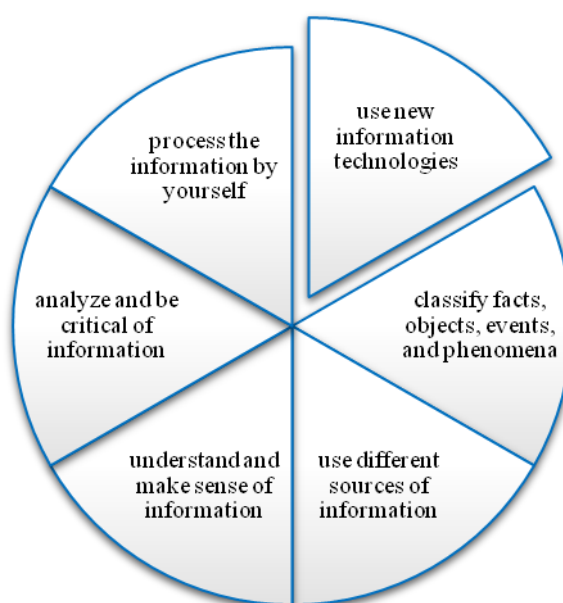 use new
information
technologies
classify facts,
objects, events,
and phenomena
use different
sources of
information
understand and
make sense of
information
analyze and be
critical of
information
process the
information by
yourself